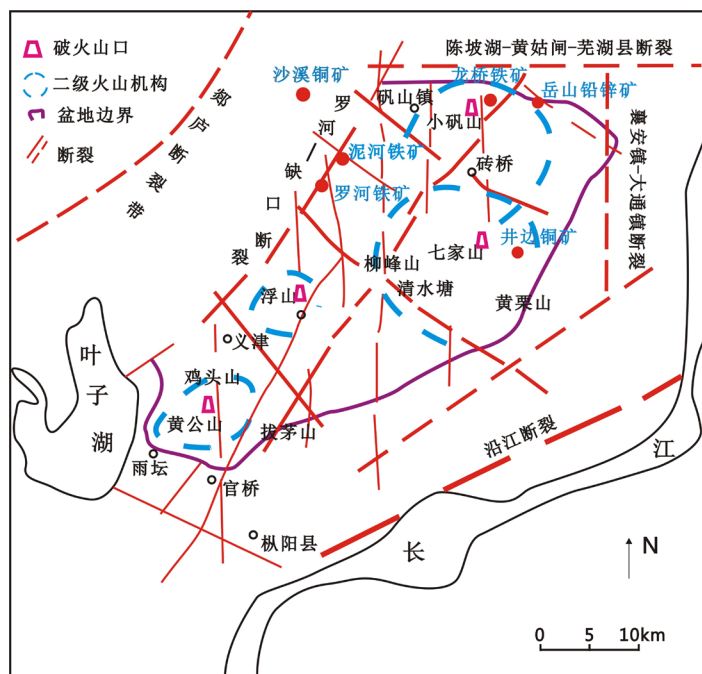 破火山口
二级火山机构
盆地边界
断裂
郯庐断裂带
沙溪铜矿
陈坡湖-黄姑闸-芜湖县断裂
龙桥铁矿
岳山铅锌矿
矾山镇
小矾山
罗河—缺口断裂
泥河铁矿
砖桥
罗河铁矿
襄安镇-大通镇断裂
井边铜矿
七家山
柳峰山
清水塘
黄栗山
浮山
义津
叶子湖
鸡头山
黄公山
拔茅山
沿江断裂
雨坛
官桥
枞阳县
长江
N
0 5 10km